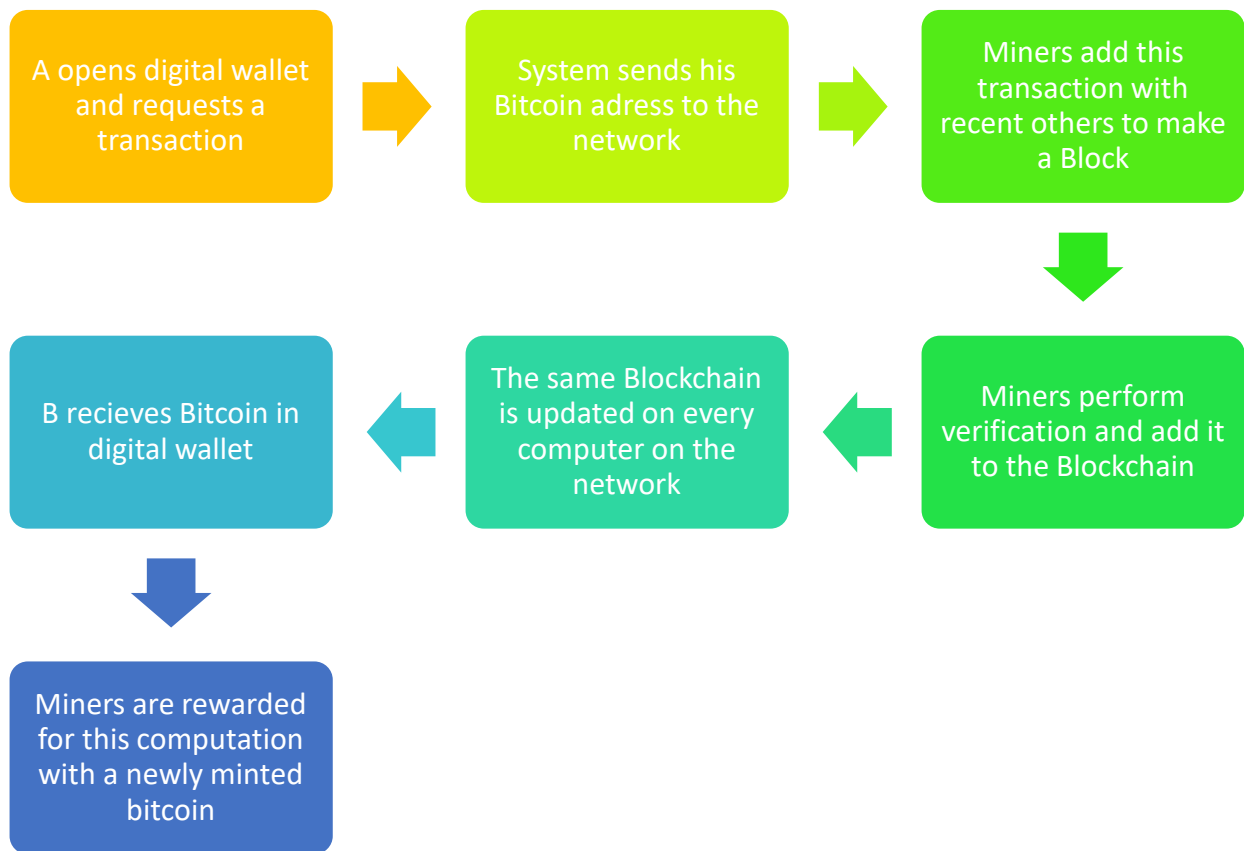 A opens digital wallet
and requests a
transaction
System sends his
Bitcoin adress to the
network
Miners add this
transaction with
recent others to make
a Block
Miners perform
verification and add it
to the Blockchain
The same Blockchain
is updated on every
computer on the
network
B recieves Bitcoin in
digital wallet
Miners are rewarded
for this computation
with a newly minted
bitcoin